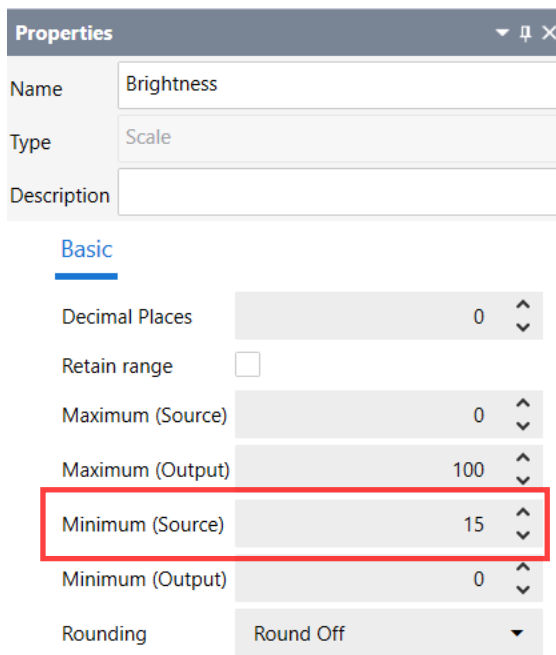 Properties
Name Brightness
Type Scale
Description
Basic
Decimal Places 0
Retain range
Maximum (Source) 0
Maximum (Output) 100
Minimum (Source) 15
Minimum (Output) 0
Rounding Round Off